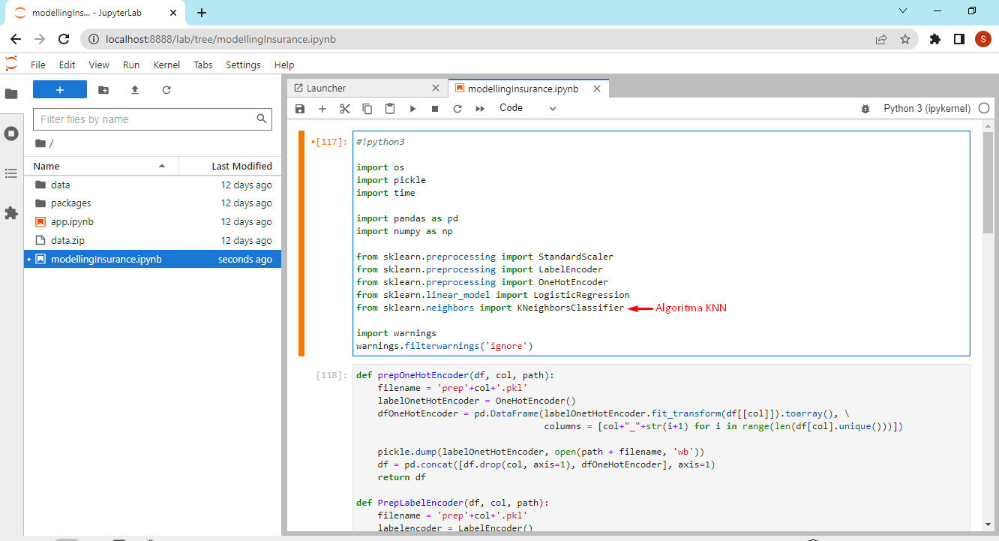 modellingIns... - JupyterLab
localhost:8888/lab/tree/modellingInsurance.ipynb
S
File Edit View Run Kernel Tabs Settings Help
Filter files by name
/
Name Last Modified
data 12 days ago
packages 12 days ago
app.ipynb 12 days ago
data.zip 12 days ago
modellingInsurance.ipynb seconds ago
Launcher
modellingInsurance.ipynb
Code
Python 3 (ipykernel)
[117]:
#!python3
import os
import pickle
import time
import pandas as pd
import numpy as np
from sklearn.preprocessing import StandardScaler
from sklearn.preprocessing import LabelEncoder
from sklearn.preprocessing import OneHotEncoder
from sklearn.linear_model import LogisticRegression
from sklearn.neighbors import KNeighborsClassifier Algoritma KNN
import warnings
warnings.filterwarnings('ignore')
[118]:
def prepOneHotEncoder(df, col, path):
    filename = 'prep'+col+'.pkl'
    labelOnetHotEncoder = OneHotEncoder()
    dfOneHotEncoder = pd.DataFrame(labelOnetHotEncoder.fit_transform(df[[col]]).toarray(), \
                                   columns = [col+"_"+str(i+1) for i in range(len(df[col].unique()))])
    pickle.dump(labelOnetHotEncoder, open(path + filename, 'wb'))
    df = pd.concat([df.drop(col, axis=1), dfOneHotEncoder], axis=1)
    return df
def PrepLabelEncoder(df, col, path):
    filename = 'prep'+col+'.pkl'
    labelencoder = LabelEncoder()